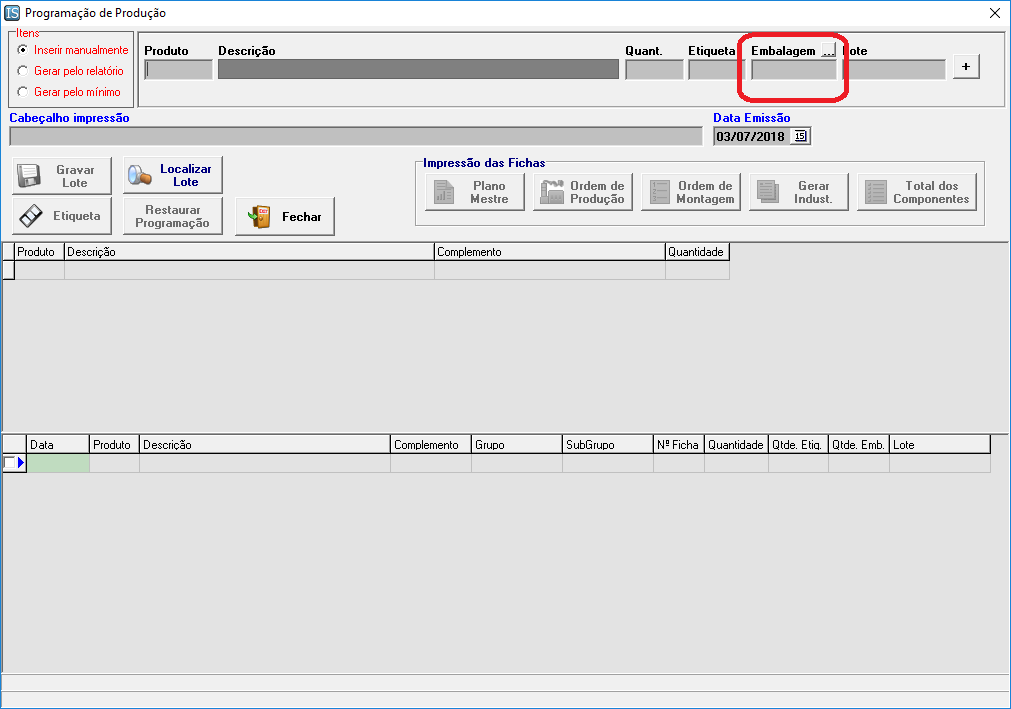 IS Programação de Produção
Itens
Inserir manualmente
Gerar pelo relatório
Gerar pelo mínimo
Produto Descrição Quant. Etiqueta Embalagem ... +
Cabeçalho impressão Data Emissão
03/07/2018 15
Gravar Lote
Localizar Lote
Etiqueta
Restaurar Programação
Fechar
Impressão das Fichas
Plano Mestre
Ordem de Produção
Ordem de Montagem
Gerar Indust.
Total dos Componentes
Produto Descrição Complemento Quantidade
Data Produto Descrição Complemento Grupo SubGrupo Nº Ficha Quantidade Qtde. Etiq. Qtde. Emb. Lote